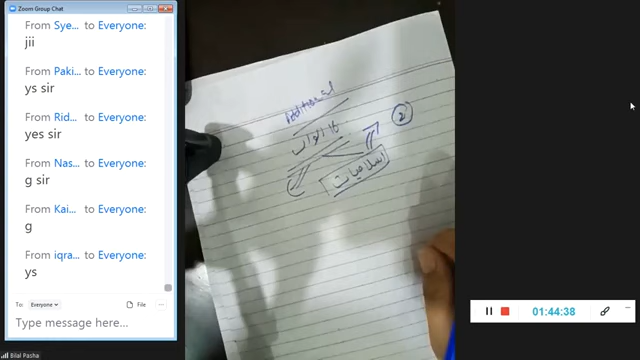 Zoom Group Chat
From Sye... to Everyone:
jii
From Paki... to Everyone:
ys sir
From Rid... to Everyone:
yes sir
From Nas... to Everyone:
g sir
From Kai... to Everyone:
g
From iqra... to Everyone:
ys
To: Everyone
File
Type message here...
Bilal Pasha
Additional
2
اسلامیات
01:44:38